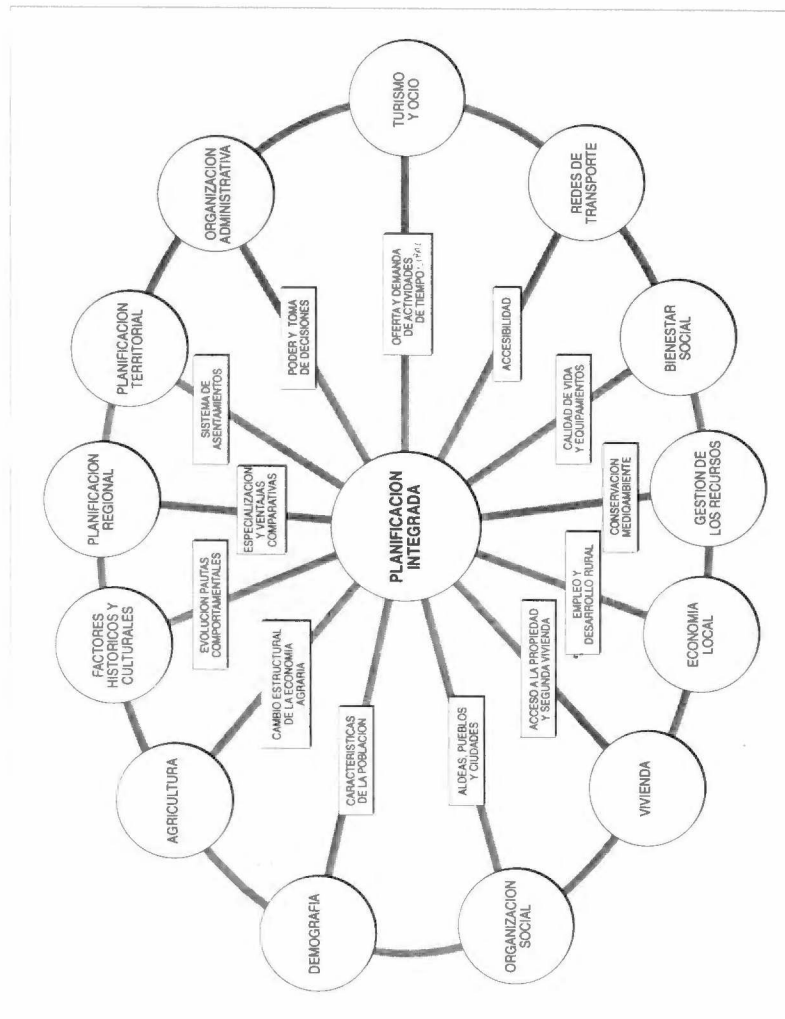 DEMOGRAFIA
AGRICULTURA
FACTORES
HISTORICOS Y
CULTURALES
PLANIFICACION
REGIONAL
PLANIFICACION
TERRITORIAL
ORGANIZACION
ADMINISTRATIVA
TURISMO
Y OCIO
REDES DE
TRANSPORTE
BIENESTAR
SOCIAL
GESTION DE
LOS RECURSOS
ECONOMIA
LOCAL
VIVIENDA
ORGANIZACION
SOCIAL
CARACTERISTICAS
DE LA POBLACION
CAMBIO ESTRUCTURAL
DE LA ECONOMIA
AGRARIA
EVOLUCION PAUTAS
COMPORTAMENTALES
ESPECIALIZACION
Y VENTAJAS
COMPARATIVAS
SISTEMA DE
ASENTAMIENTOS
PODER Y TOMA
DE DECISIONES
OFERTA Y DEMANDA
DE ACTIVIDADES
DE TIEMPO
ACCESIBILIDAD
CALIDAD DE VIDA
Y EQUIPAMIENTOS
CONSERVACION
MEDIOAMBIENTE
EMPLEO Y
DESARROLLO RURAL
ACCESO A LA PROPIEDAD
Y SEGUNDA VIVIENDA
ALDEAS, PUEBLOS
Y CIUDADES
PLANIFICACION
INTEGRADA